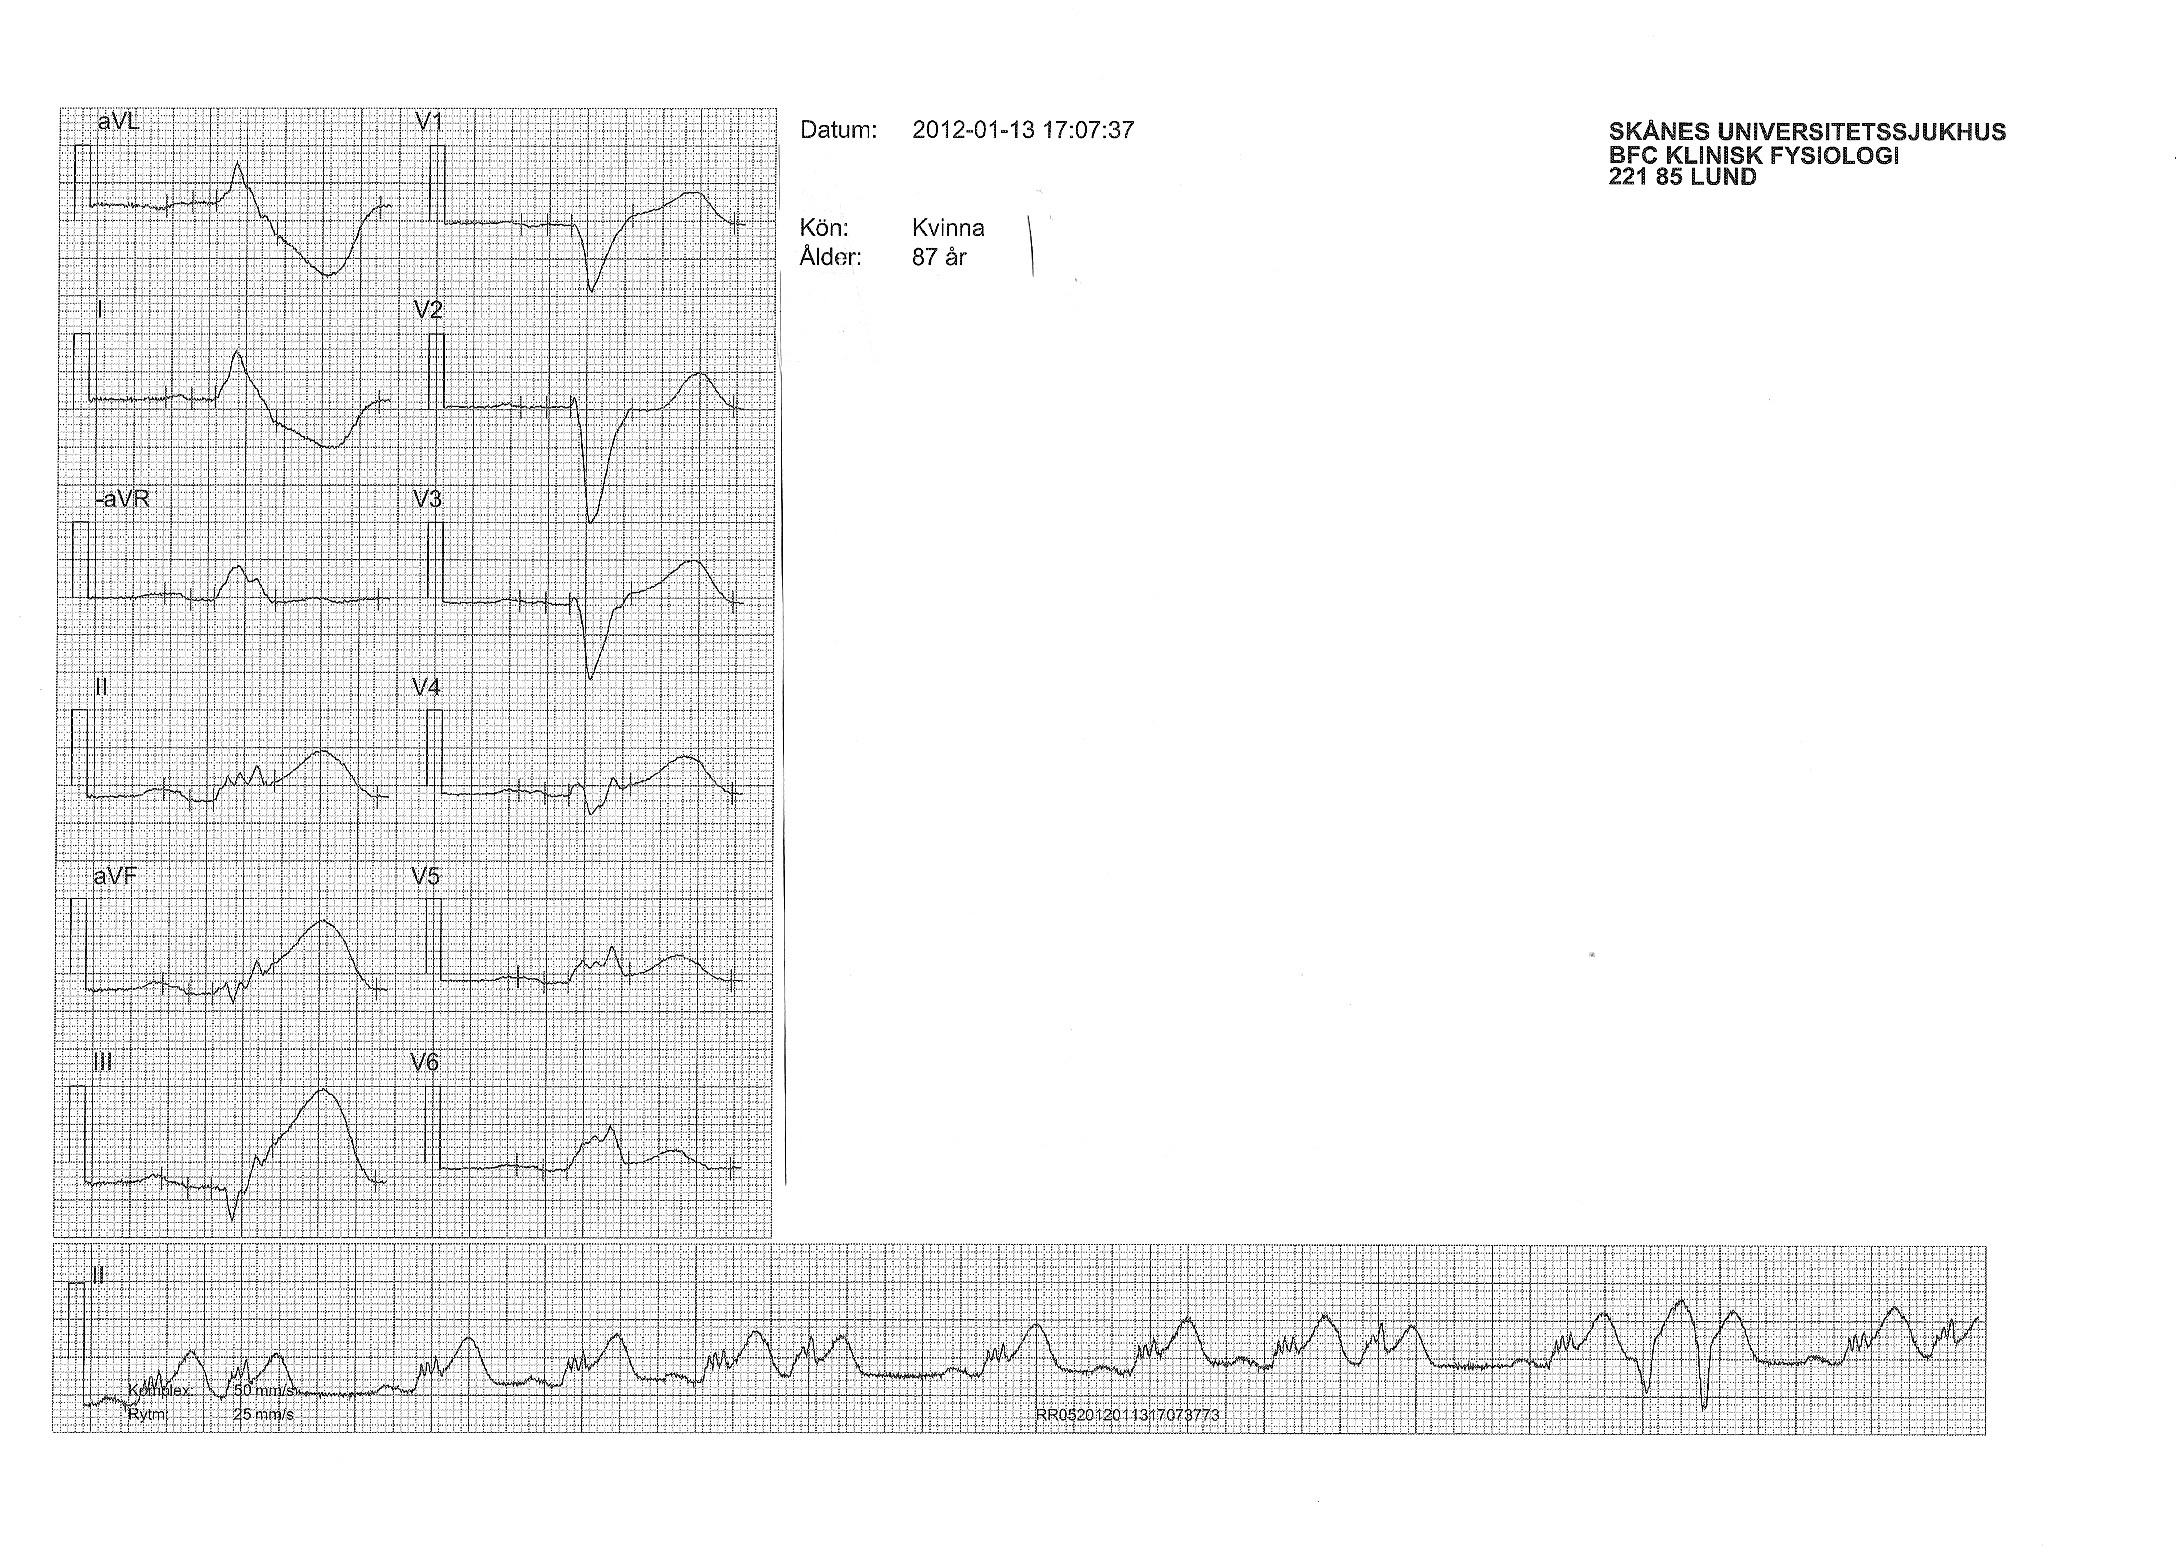 aVL
V1
I
V2
-aVR
V3
II
V4
aVF
V5
III
V6
Datum: 2012-01-13 17:07:37
Kön: Kvinna
Ålder: 87 år
SKÅNES UNIVERSITETSSJUKHUS
BFC KLINISK FYSIOLOGI
221 85 LUND
II
Komplex: 50 mm/s
Rytm: 25 mm/s
RR052012011317073773